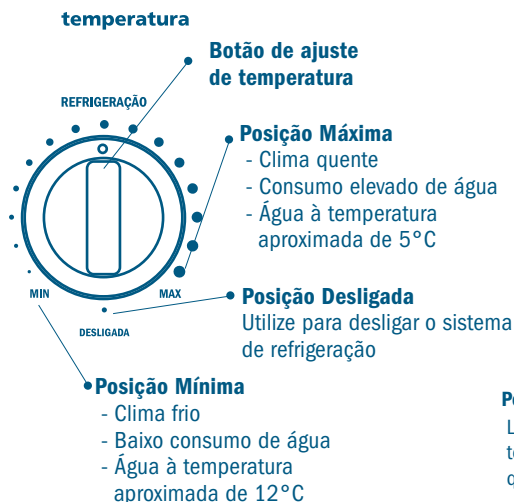 temperatura
Botão de ajuste
de temperatura
REFRIGERAÇÃO
Posição Máxima
- Clima quente
- Consumo elevado de água
- Água à temperatura
aproximada de 5°C
MIN
MAX
DESLIGADA
Posição Desligada
Utilize para desligar o sistema
de refrigeração
Posição Mínima
- Clima frio
- Baixo consumo de água
- Água à temperatura
aproximada de 12°C